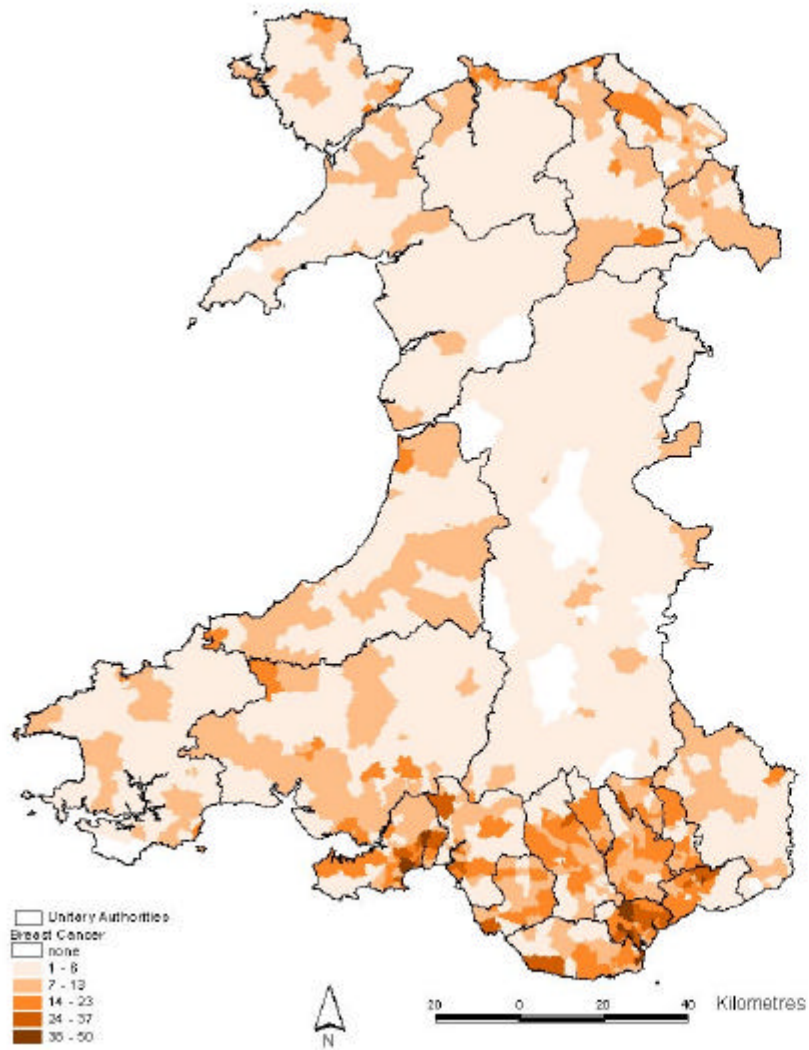 Unitary Authorities
Breast Cancer
none
1 - 6
7 - 13
14 - 23
24 - 37
38 - 50
N
20 0 20 40 Kilometres